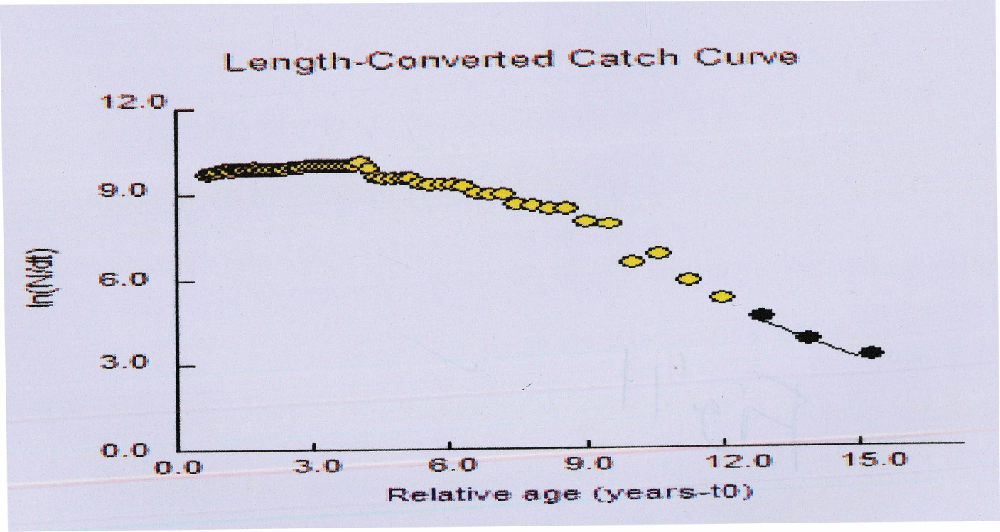 Length-Converted Catch Curve
12.0
9.0
6.0
3.0
0.0
ln(N/dt)
0.0 3.0 6.0 9.0 12.0 15.0
Relative age (years-t0)